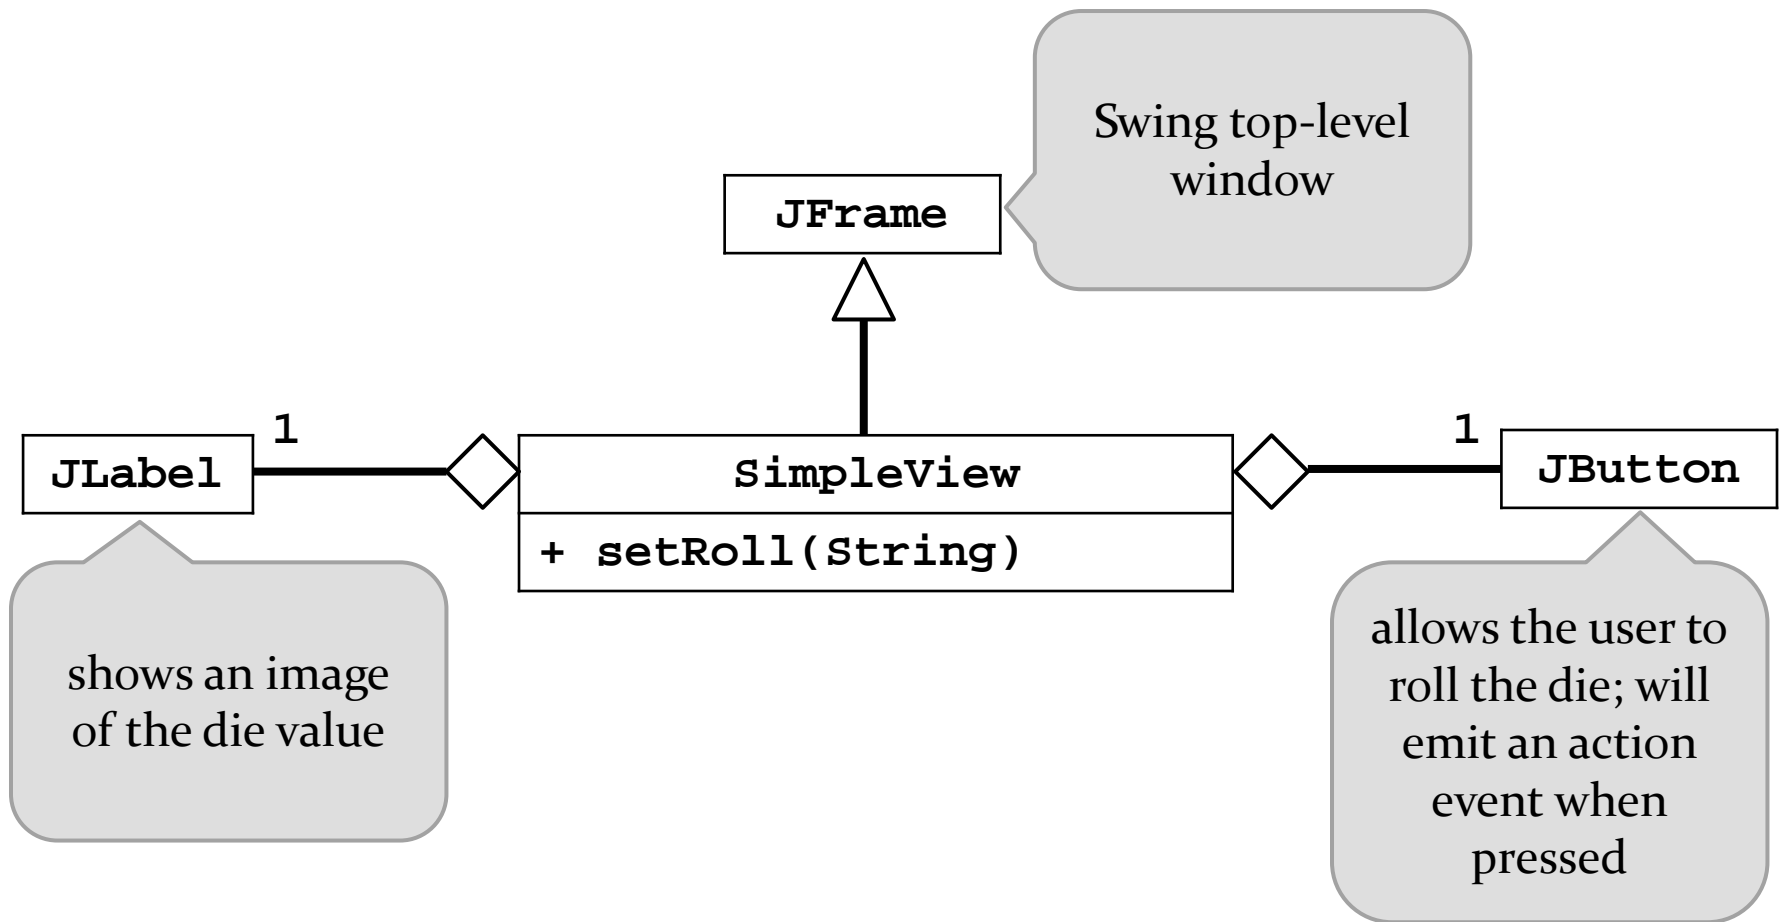 Swing top-level
window
JFrame
1
JLabel
SimpleView
+ setRoll(String)
1
JButton
shows an image
of the die value
allows the user to
roll the die; will
emit an action
event when
pressed